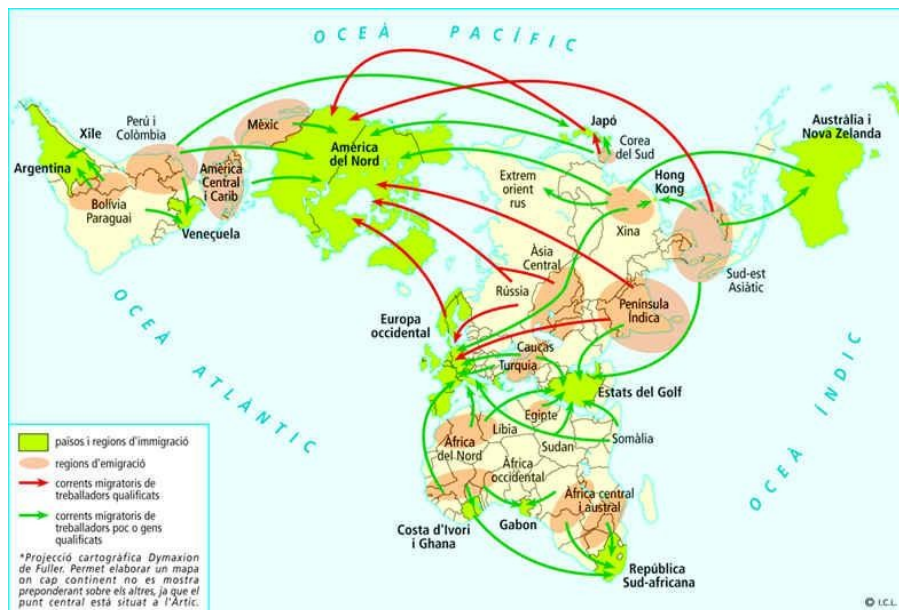 OCEÀ PACÍFIC
Xile
Perú i
Colòmbia
Mèxic
Argentina
Amèrica
del Nord
Amèrica
Central
i Carib
Bolívia
Paraguai
Veneçuela
Japó
Corea
del Sud
Austràlia i
Nova Zelanda
Extrem
orient
rus
Hong
Kong
Xina
Àsia
Central
Rússia
Sud-est
Asiàtic
Península
Índica
Europa
occidental
Caucas
Turquia
Estats del Golf
OCEÀ ATLÀNTIC
OCEÀ ÍNDIC
Egipte
Líbia
Somàlia
Àfrica
del Nord
Sudan
Àfrica
occidental
Àfrica central
i austral
Costa d'Ivori
i Ghana
Gabon
República
Sud-africana
països i regions d'immigració
regions d'emigració
corrents migratoris de
treballadors qualificats
corrents migratoris de
treballadors poc o gens
qualificats
*Projecció cartogràfica Dymaxion
de Fuller. Permet elaborar un mapa
on cap continent no es mostra
preponderant sobre els altres, ja que el
punt central està situat a l'Àrtic.
© I.C.L.